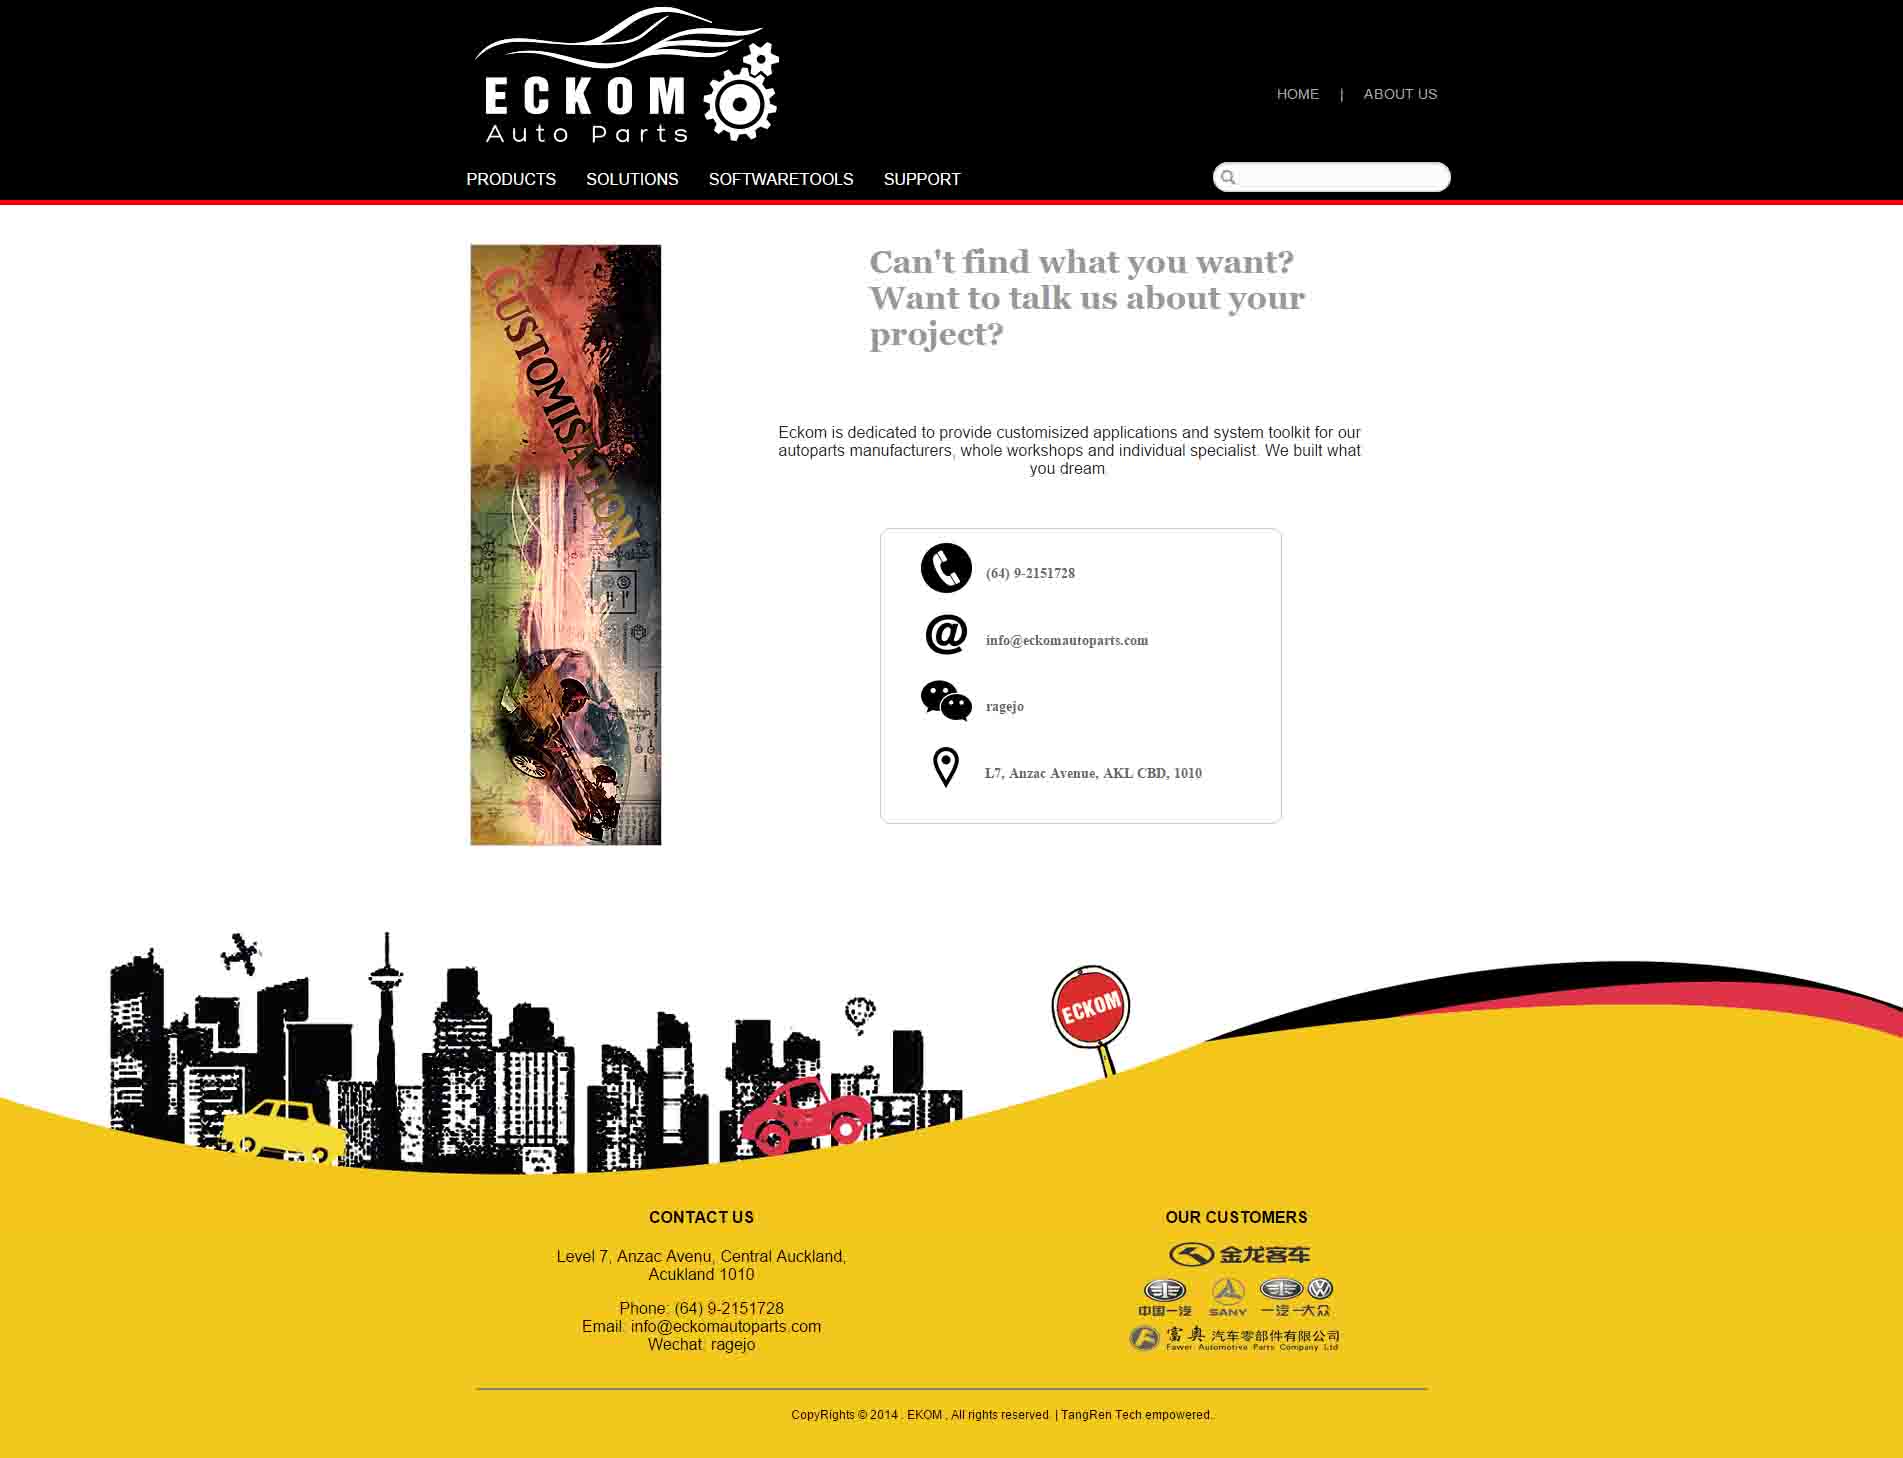 ECKOM
Auto Parts
HOME | ABOUT US
PRODUCTS SOLUTIONS SOFTWARETOOLS SUPPORT
CUSTOMISATION
Can't find what you want?
Want to talk us about your
project?
Eckom is dedicated to provide customisized applications and system toolkit for our
autoparts manufacturers, whole workshops and individual specialist. We built what
you dream.
(64) 9-2151728
info@eckomautoparts.com
ragejo
L7, Anzac Avenue, AKL CBD, 1010
ECKOM
CONTACT US
Level 7, Anzac Avenu, Central Auckland,
Acukland 1010
Phone: (64) 9-2151728
Email: info@eckomautoparts.com
Wechat: ragejo
OUR CUSTOMERS
金龙客车
中国一汽 SANY 一汽一大众
富奥 汽车零部件有限公司
Fawer Automotive Parts Company Ltd
CopyRights © 2014 . EKOM , All rights reserved. | TangRen Tech empowered..